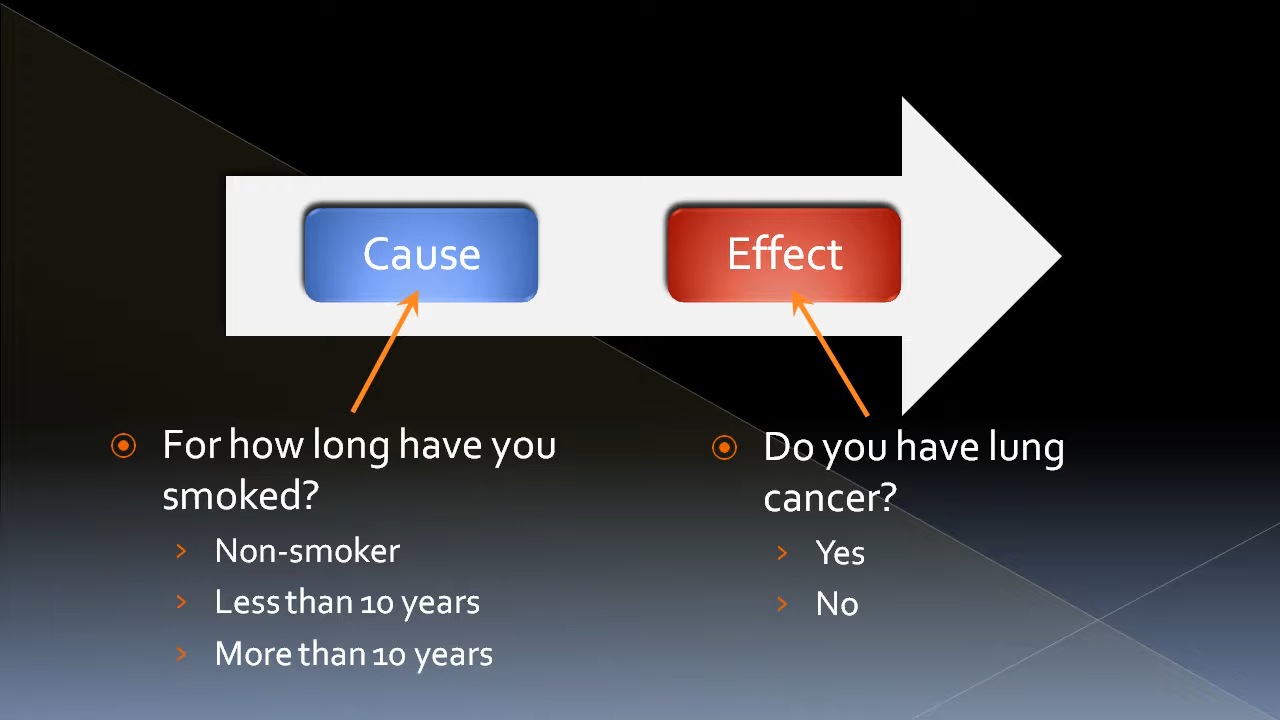 Cause
Effect
For how long have you
smoked?
Non-smoker
Less than 10 years
More than 10 years
Do you have lung
cancer?
Yes
No